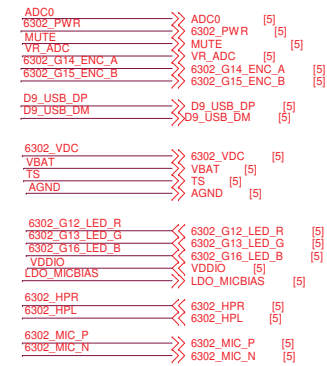 ADC0 ADC0 [5]
6302_PWR 6302_PWR [5]
MUTE MUTE [5]
VR_ADC VR_ADC [5]
6302_G14_ENC_A 6302_G14_ENC_A [5]
6302_G15_ENC_B 6302_G15_ENC_B [5]
D9_USB_DP D9_USB_DP [5]
D9_USB_DM D9_USB_DM [5]
6302_VDC 6302_VDC [5]
VBAT VBAT [5]
TS TS [5]
AGND AGND [5]
6302_G12_LED_R 6302_G12_LED_R [5]
6302_G13_LED_G 6302_G13_LED_G [5]
6302_G16_LED_B 6302_G16_LED_B [5]
VDDIO VDDIO [5]
LDO_MICBIAS LDO_MICBIAS [5]
6302_HPR 6302_HPR [5]
6302_HPL 6302_HPL [5]
6302_MIC_P 6302_MIC_P [5]
6302_MIC_N 6302_MIC_N [5]